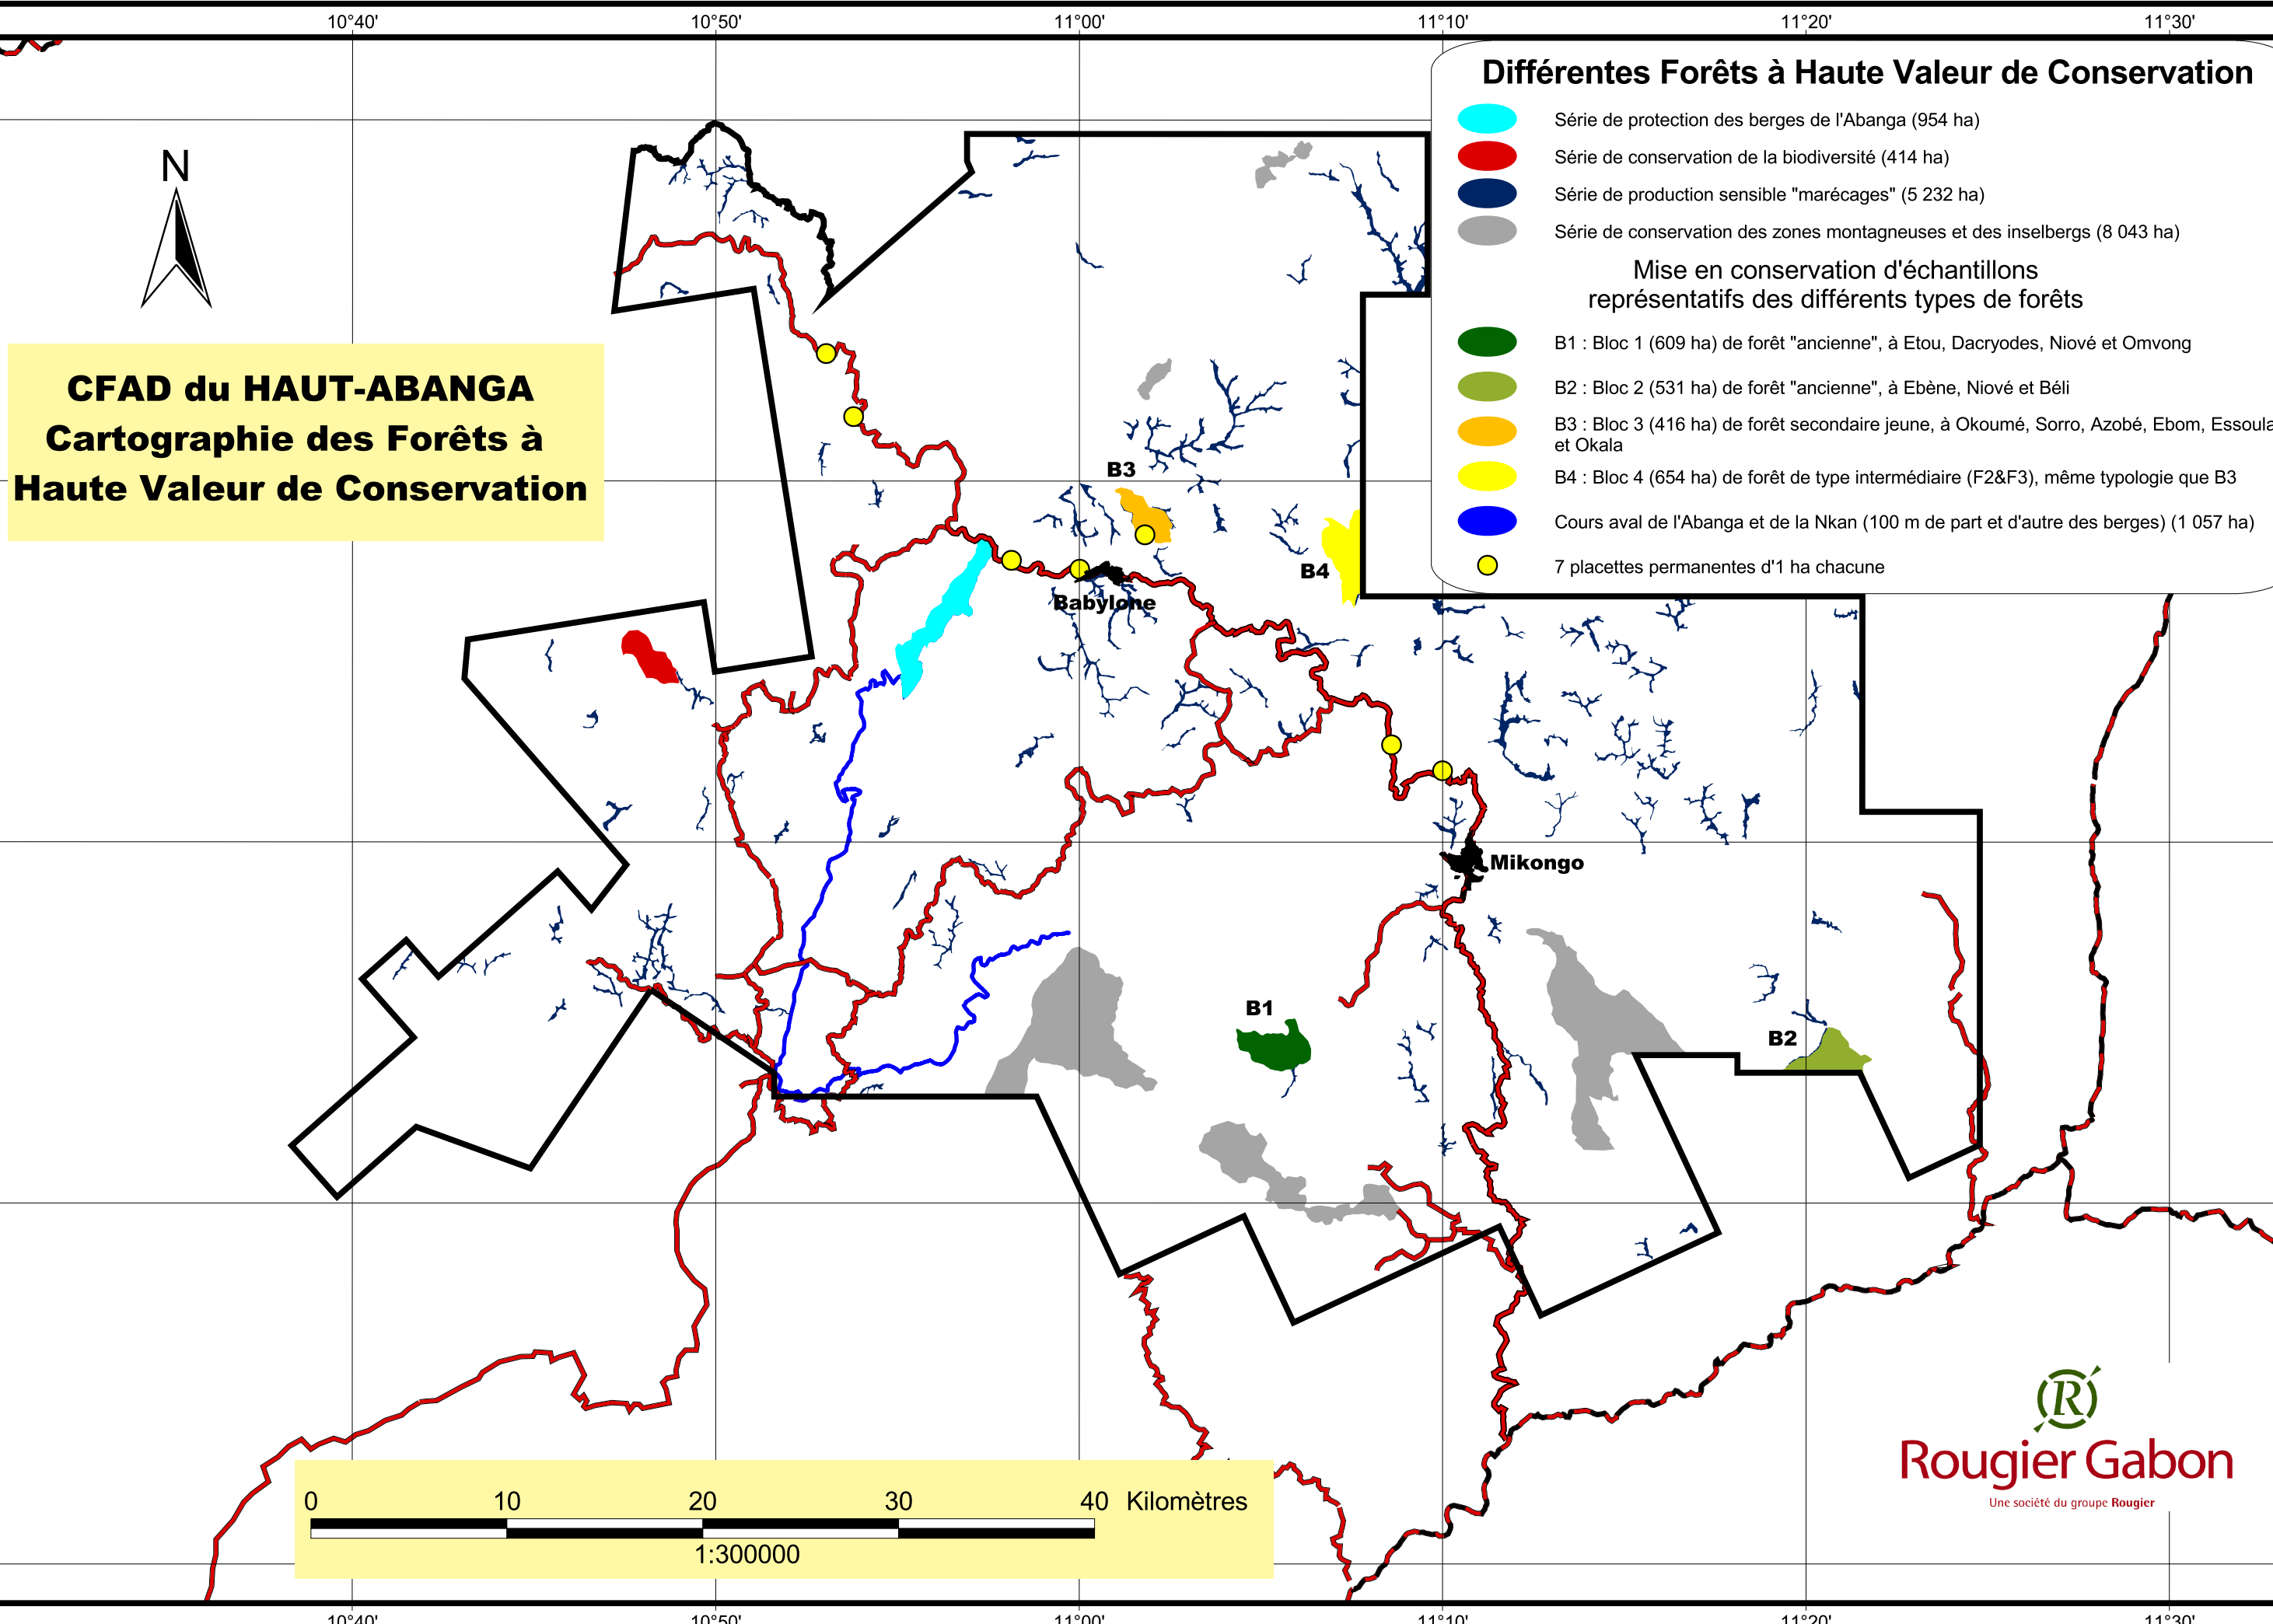 10°40' 10°50' 11°00' 11°10' 11°20' 11°30'
Différentes Forêts à Haute Valeur de Conservation
Série de protection des berges de l'Abanga (954 ha)
Série de conservation de la biodiversité (414 ha)
Série de production sensible "marécages" (5 232 ha)
Série de conservation des zones montagneuses et des inselbergs (8 043 ha)
Mise en conservation d'échantillons
représentatifs des différents types de forêts
B1 : Bloc 1 (609 ha) de forêt "ancienne", à Etou, Dacryodes, Niové et Omvong
B2 : Bloc 2 (531 ha) de forêt "ancienne", à Ebène, Niové et Béli
B3 : Bloc 3 (416 ha) de forêt secondaire jeune, à Okoumé, Sorro, Azobé, Ebom, Essoula
et Okala
B4 : Bloc 4 (654 ha) de forêt de type intermédiaire (F2&F3), même typologie que B3
Cours aval de l'Abanga et de la Nkan (100 m de part et d'autre des berges) (1 057 ha)
7 placettes permanentes d'1 ha chacune
N
CFAD du HAUT-ABANGA
Cartographie des Forêts à
Haute Valeur de Conservation
B3
B4
Babylone
Mikongo
B1
B2
Rougier Gabon
Une société du groupe Rougier
0 10 20 30 40 Kilomètres
1:300000
10°40' 10°50' 11°00' 11°10' 11°20' 11°30'